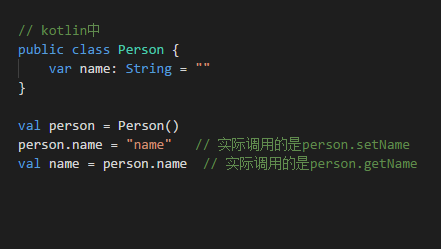 // kotlin中
public class Person {
    var name: String = ""
}
val person = Person()
person.name = "name"   // 实际调用的是person.setName
val name = person.name  // 实际调用的是person.getName